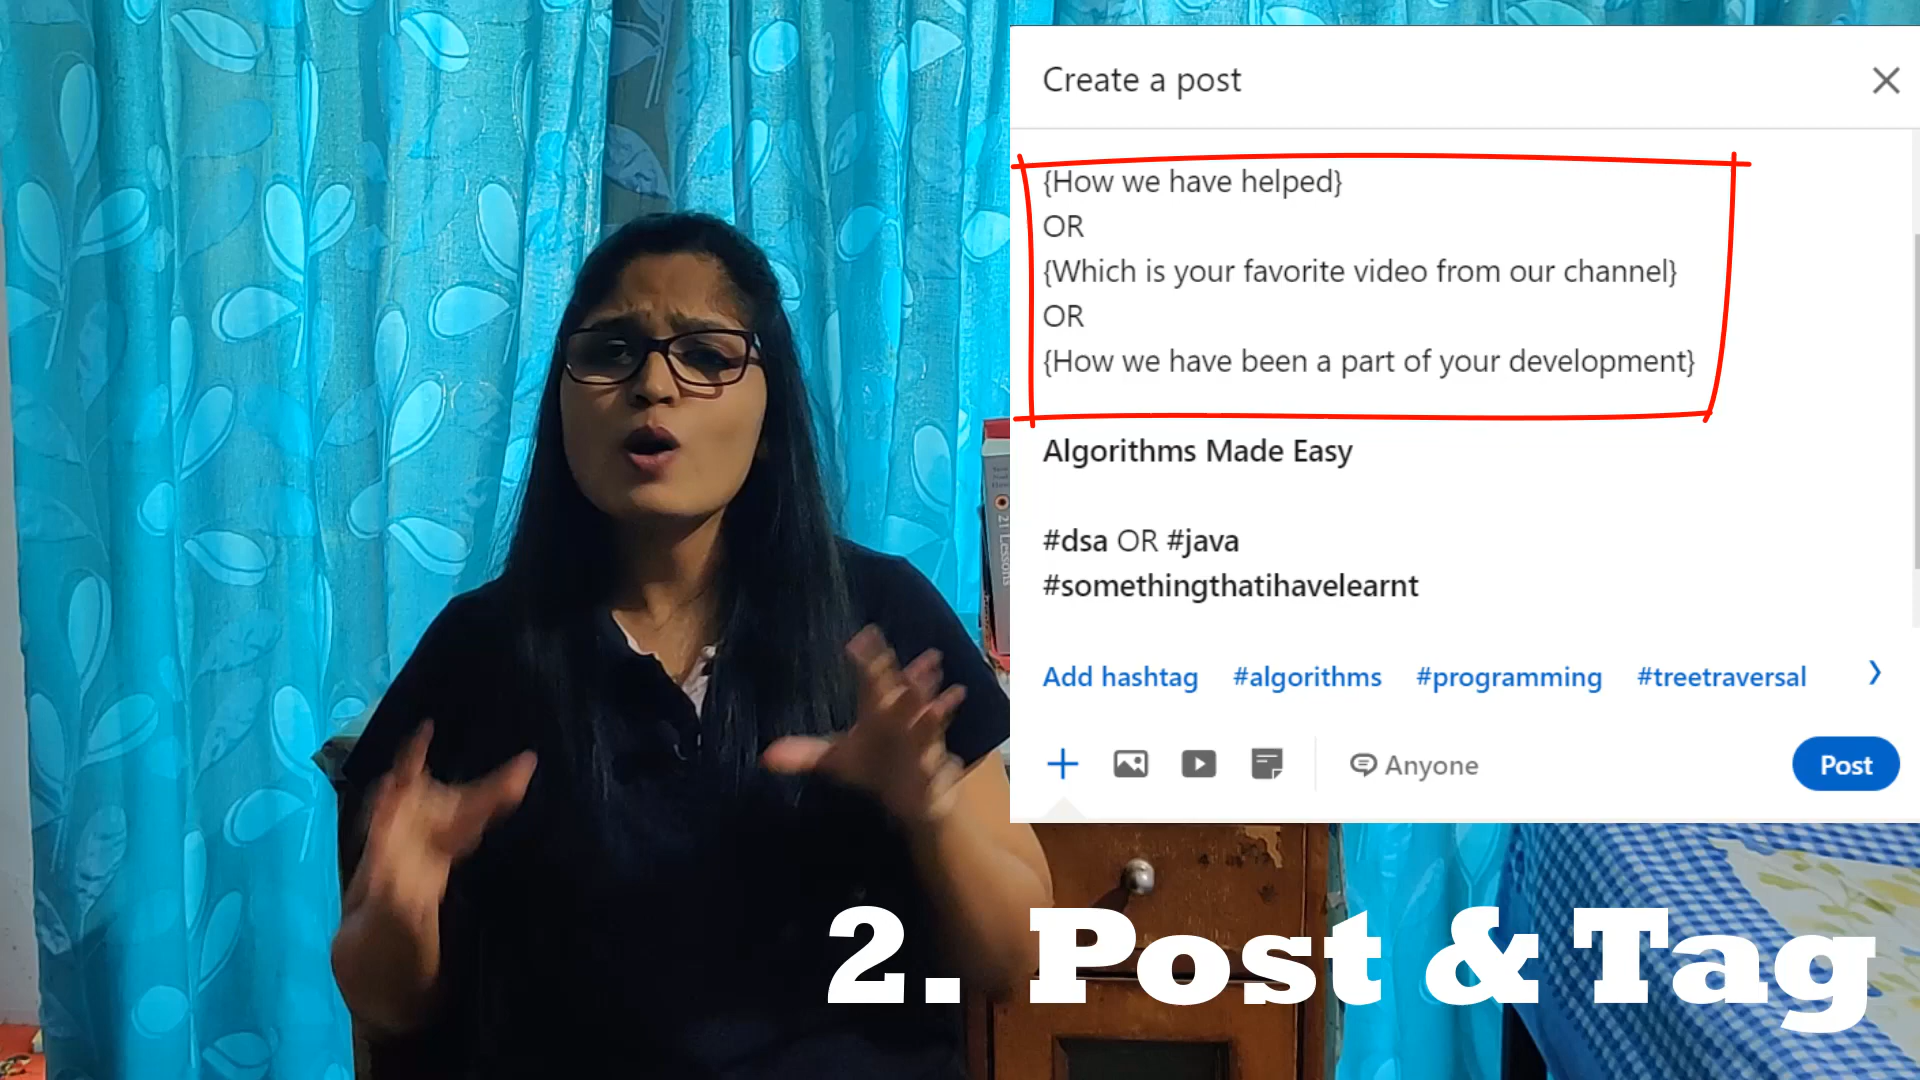 Create a post
{How we have helped}
OR
{Which is your favorite video from our channel}
OR
{How we have been a part of your development}
Algorithms Made Easy
#dsa OR #java
#somethingthatihavelearnt
Add hashtag #algorithms #programming #treetraversal
Anyone
Post
21 Lessons
2. Post & Tag